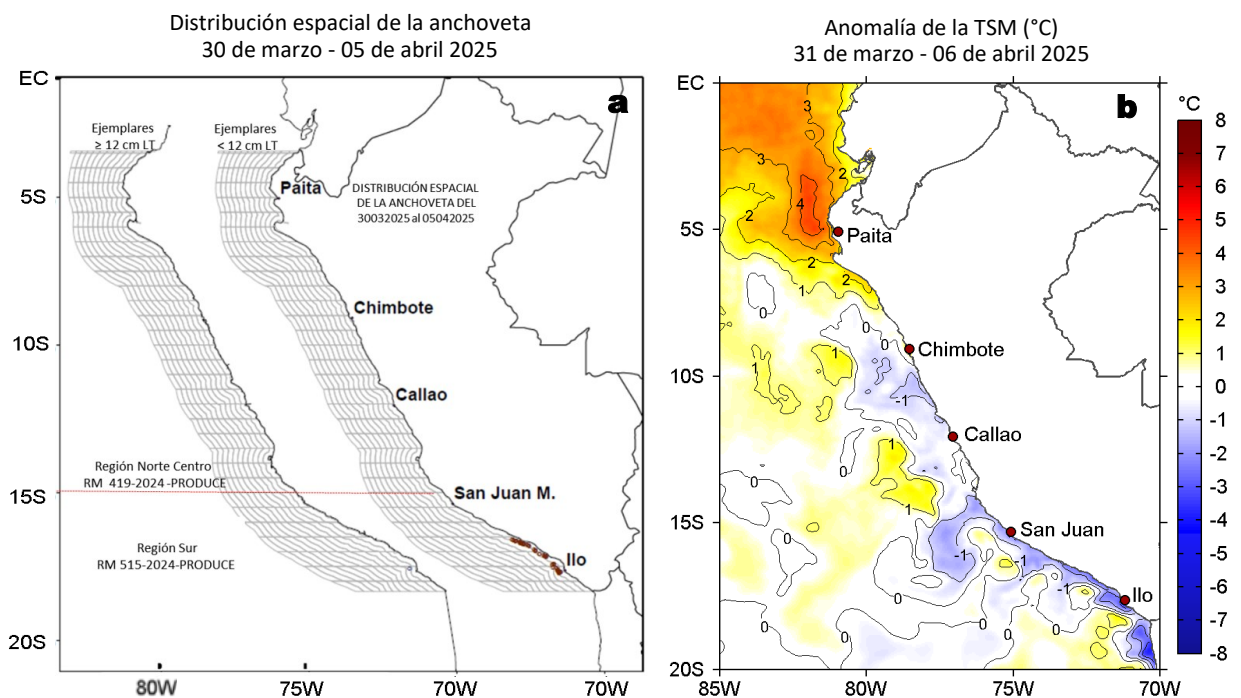 Distribución espacial de la anchoveta
30 de marzo - 05 de abril 2025
EC
5S
10S
15S
20S
80W
75W
70W
70W
a
Ejemplares
≥ 12 cm LT
Ejemplares
< 12 cm LT
Paita
DISTRIBUCIÓN ESPACIAL
DE LA ANCHOVETA DEL
30032025 al 05042025
Chimbote
Callao
Región Norte Centro
RM 419-2024 -PRODUCE
San Juan M.
Región Sur
RM 515-2024-PRODUCE
Ilo
Anomalía de la TSM (°C)
31 de marzo - 06 de abril 2025
EC
5S
10S
15S
20S
85W
80W
75W
70W
b
3
3
2
4
2
2
2
1
0
0
0
1
1
-1
1
0
1
0
-1
-1
-1
0
0
0
0
0
Paita
Chimbote
Callao
San Juan
Ilo
°C
8
7
6
5
4
3
2
1
0
-1
-2
-3
-4
-5
-6
-7
-8